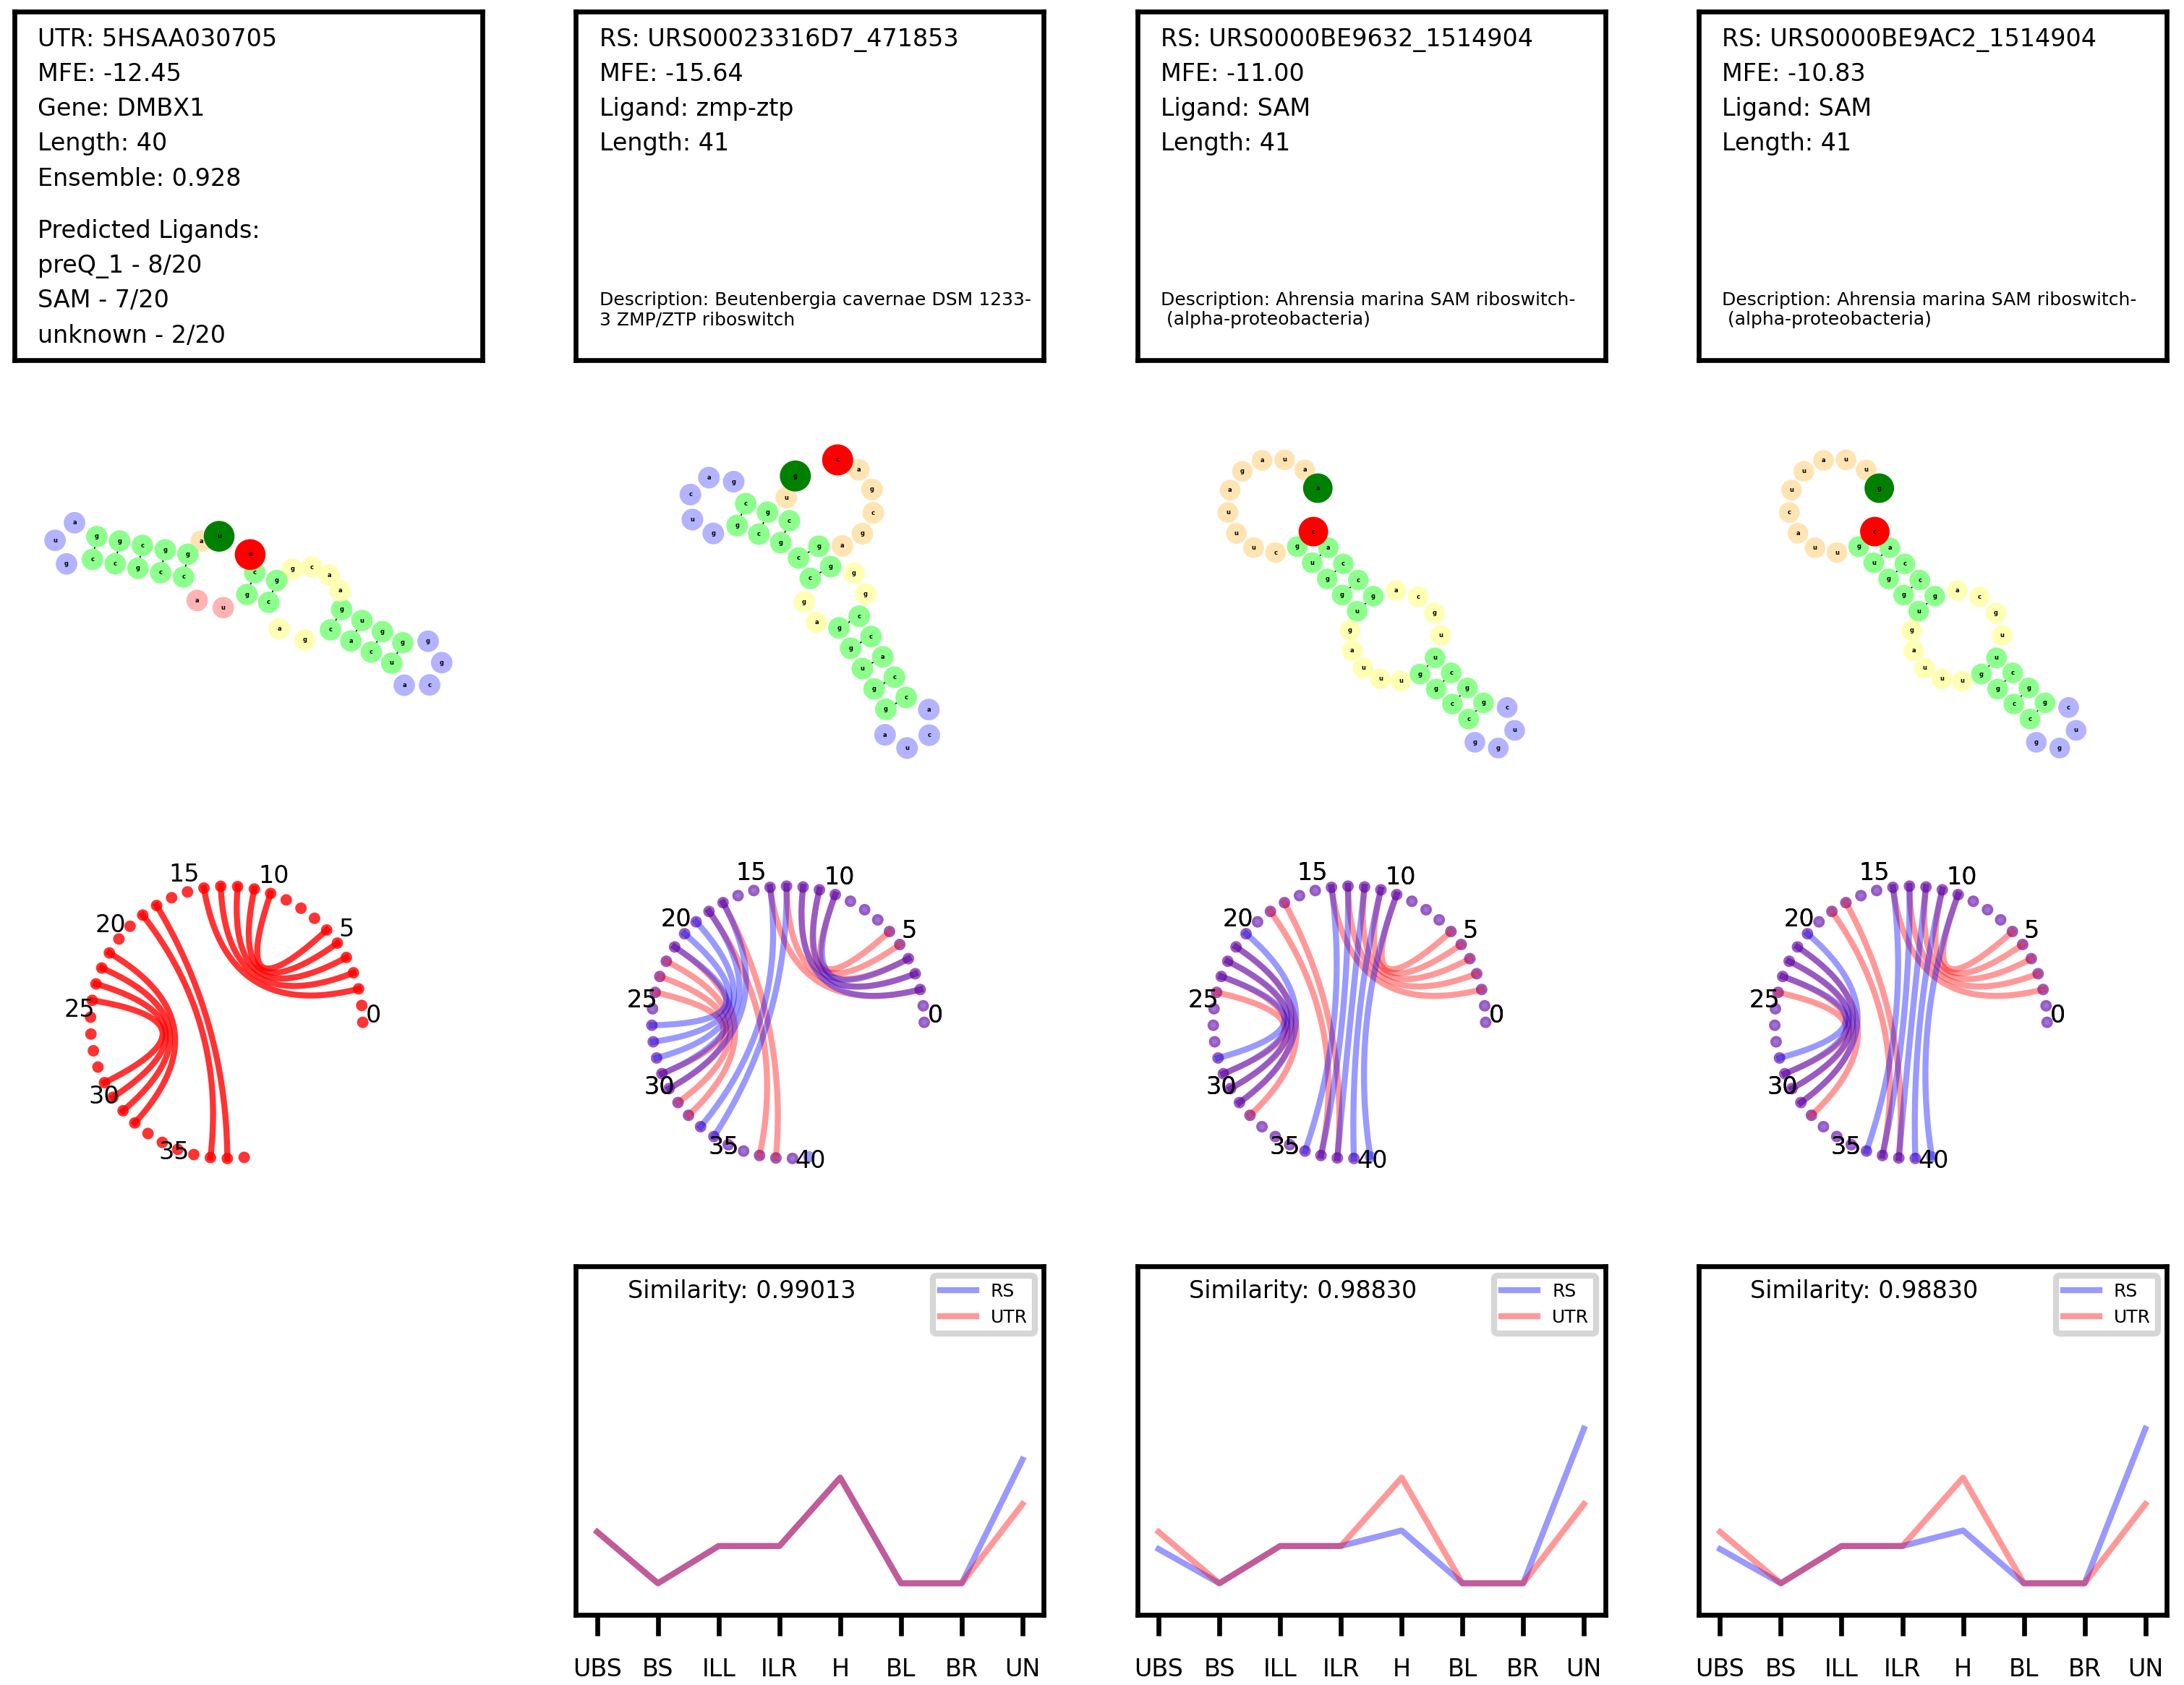 UTR: 5HSAA030705
MFE: -12.45
Gene: DMBX1
Length: 40
Ensemble: 0.928
Predicted Ligands:
preQ_1 - 8/20
SAM - 7/20
unknown - 2/20
RS: URS00023316D7_471853
MFE: -15.64
Ligand: zmp-ztp
Length: 41
Description: Beutenbergia cavernae DSM 1233-
3 ZMP/ZTP riboswitch
RS: URS0000BE9632_1514904
MFE: -11.00
Ligand: SAM
Length: 41
Description: Ahrensia marina SAM riboswitch-
(alpha-proteobacteria)
RS: URS0000BE9AC2_1514904
MFE: -10.83
Ligand: SAM
Length: 41
Description: Ahrensia marina SAM riboswitch-
(alpha-proteobacteria)
0
5
10
15
20
25
30
35
0
5
10
15
20
25
30
35
40
0
5
10
15
20
25
30
35
40
0
5
10
15
20
25
30
35
40
Similarity: 0.99013
RS
UTR
UBS BS ILL ILR H BL BR UN
Similarity: 0.98830
RS
UTR
UBS BS ILL ILR H BL BR UN
Similarity: 0.98830
RS
UTR
UBS BS ILL ILR H BL BR UN